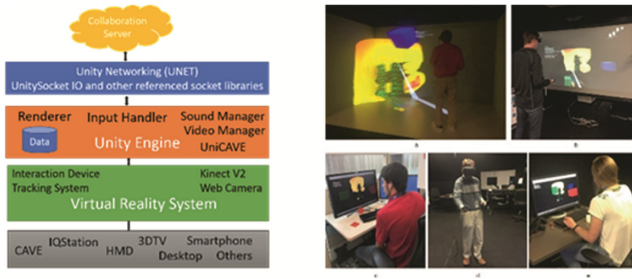 Collaboration
Server
Unity Networking (UNET)
UnitySocket IO and other referenced socket libraries
Renderer
Input Handler
Sound Manager
Video Manager
Data
Unity Engine
UniCAVE
Interaction Device
Tracking System
Kinect V2
Web Camera
Virtual Reality System
CAVE
IQStation
HMD
3DTV
Desktop
Smartphone
Others
a
b
c
d
e